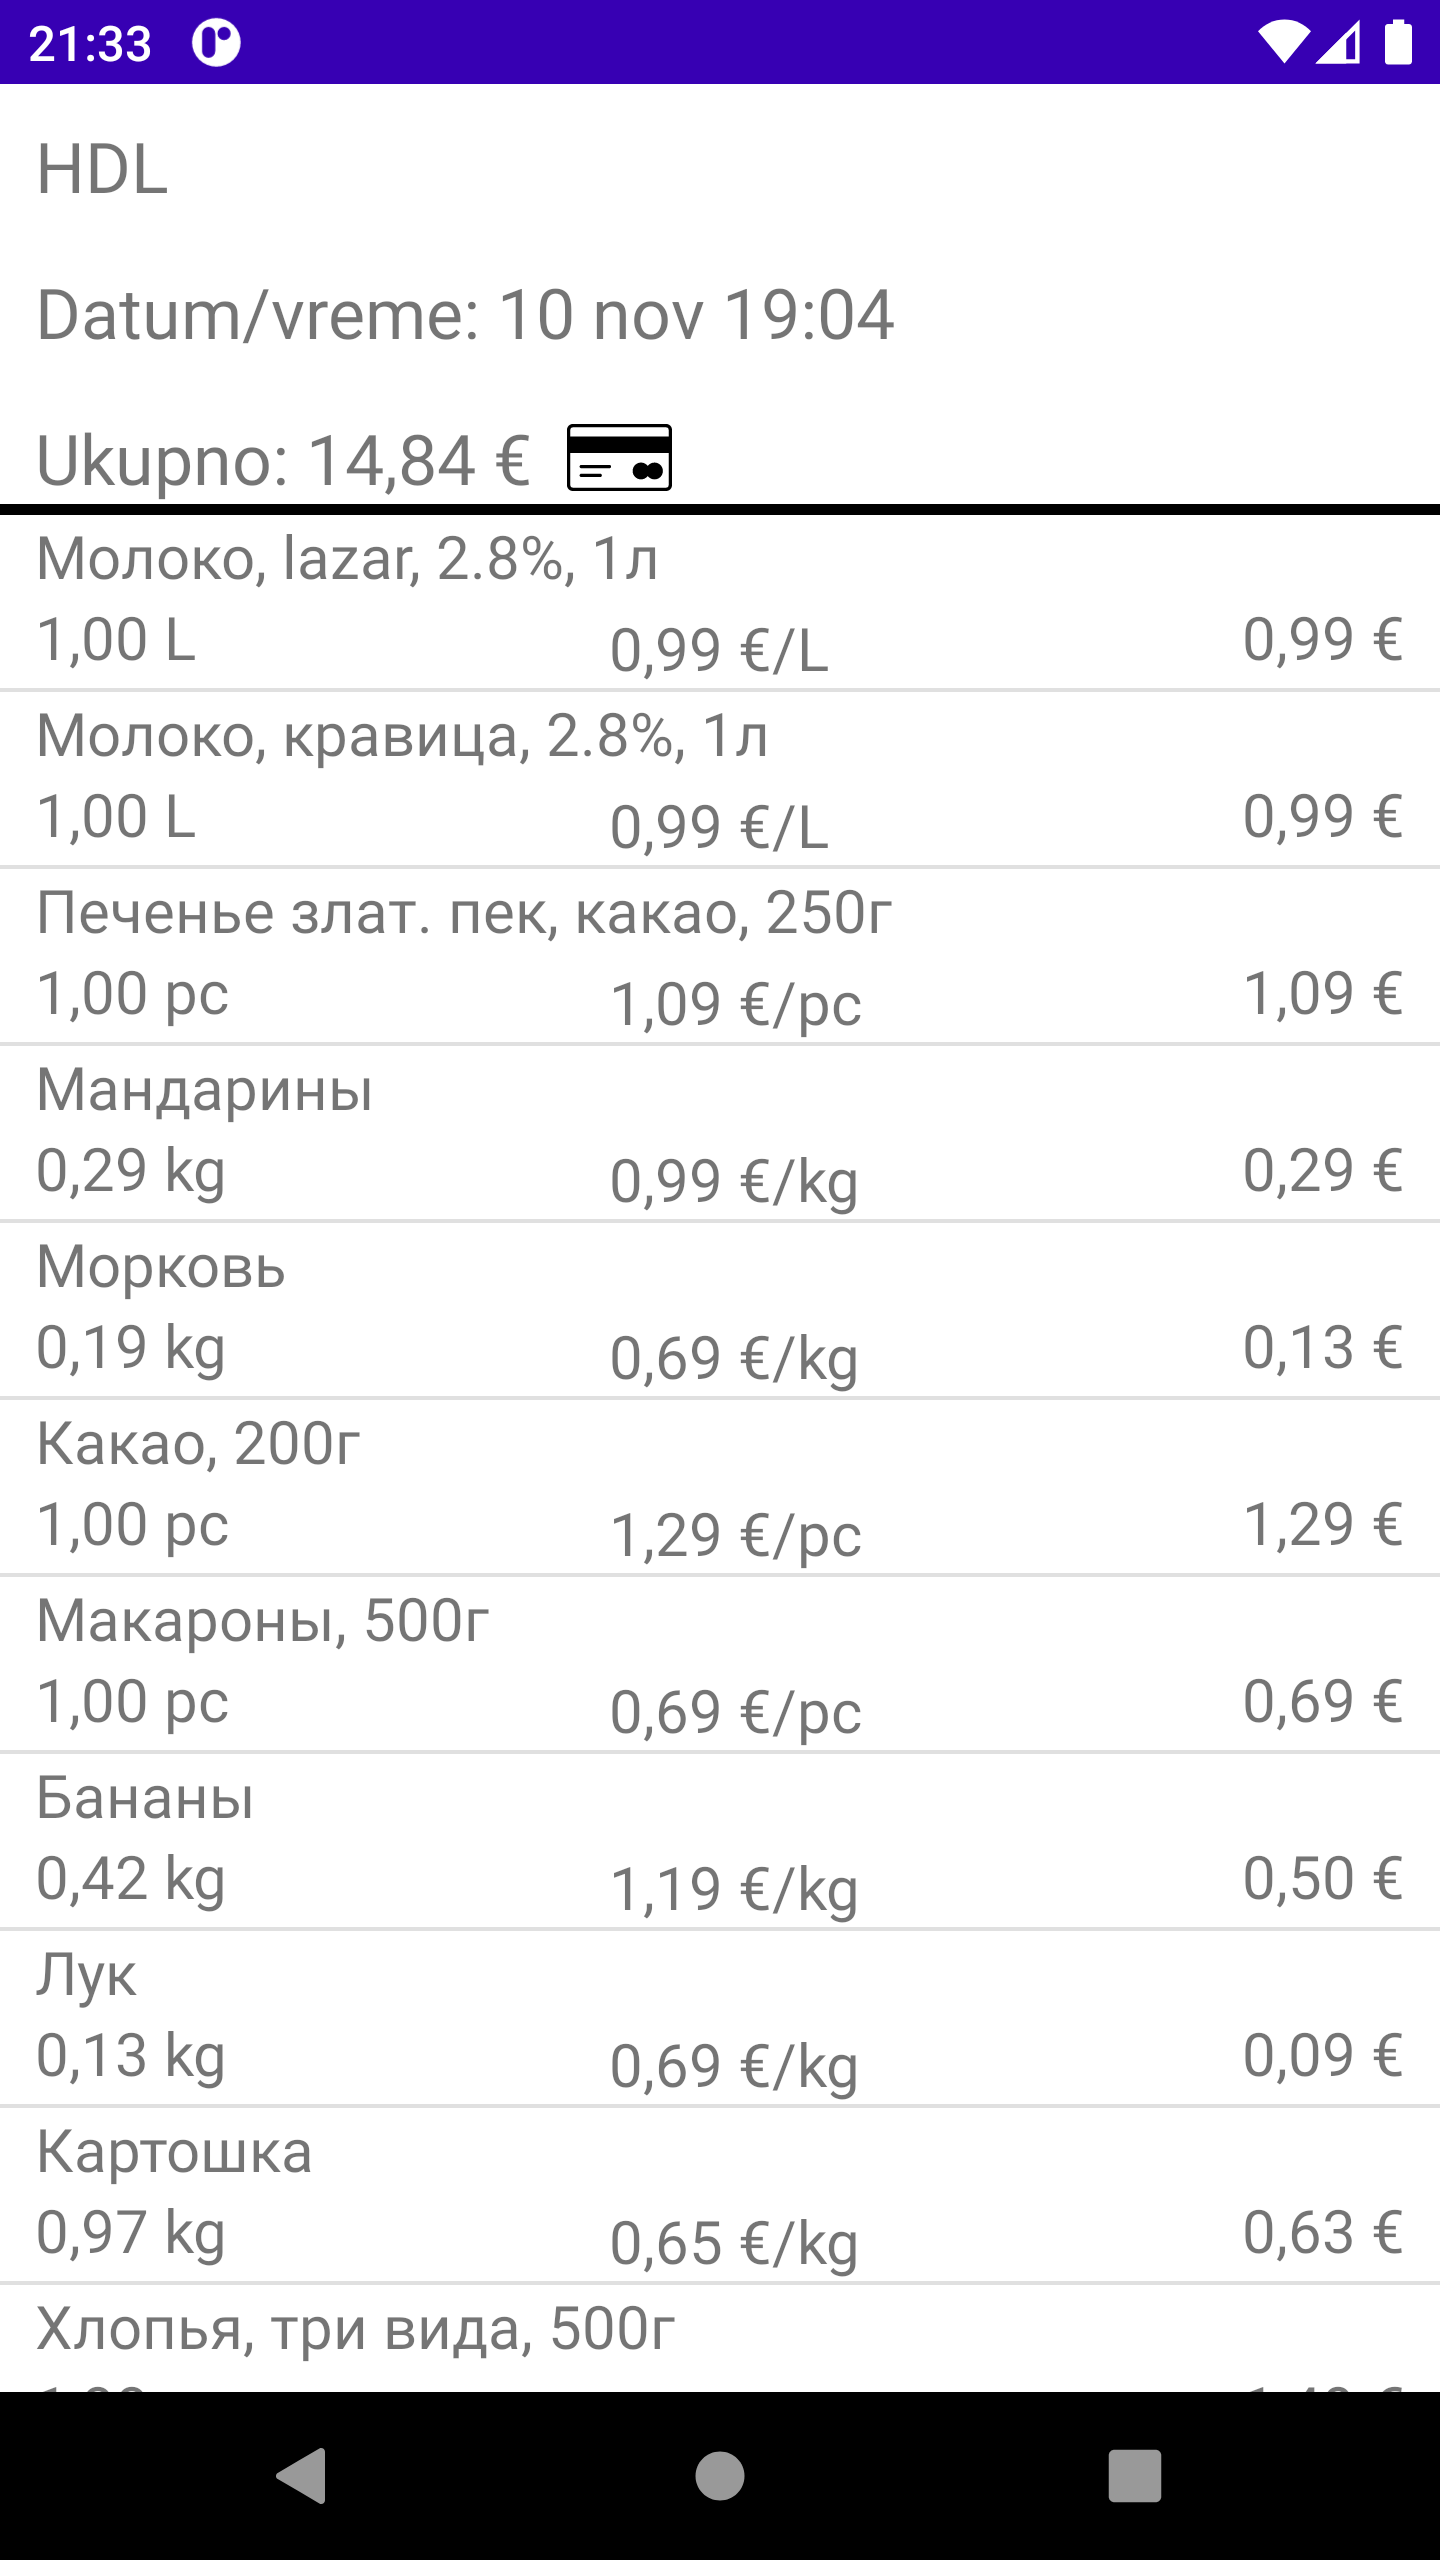 21:33
HDL
Datum/vreme: 10 nov 19:04
Ukupno: 14,84 €
Молоко, lazar, 2.8%, 1л
1,00 L 0,99 €/L 0,99 €
Молоко, кравица, 2.8%, 1л
1,00 L 0,99 €/L 0,99 €
Печенье злат. пек, какао, 250г
1,00 pc 1,09 €/pc 1,09 €
Мандарины
0,29 kg 0,99 €/kg 0,29 €
Морковь
0,19 kg 0,69 €/kg 0,13 €
Какао, 200г
1,00 pc 1,29 €/pc 1,29 €
Макароны, 500г
1,00 pc 0,69 €/pc 0,69 €
Бананы
0,42 kg 1,19 €/kg 0,50 €
Лук
0,13 kg 0,69 €/kg 0,09 €
Картошка
0,97 kg 0,65 €/kg 0,63 €
Хлопья, три вида, 500г